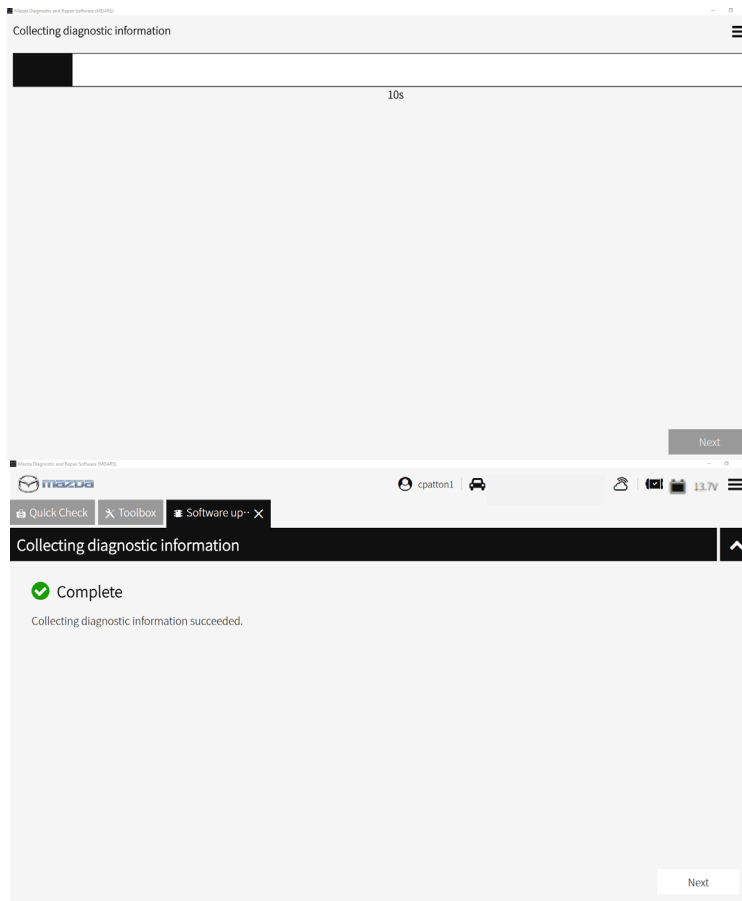 Mazda Diagnostic and Repair Software (MDARS)
Collecting diagnostic information
10s
Next
Mazda Diagnostic and Repair Software (MDARS)
mazda cpatton1 13.7V
Quick Check Toolbox Software up··
Collecting diagnostic information
Complete
Collecting diagnostic information succeeded.
Next